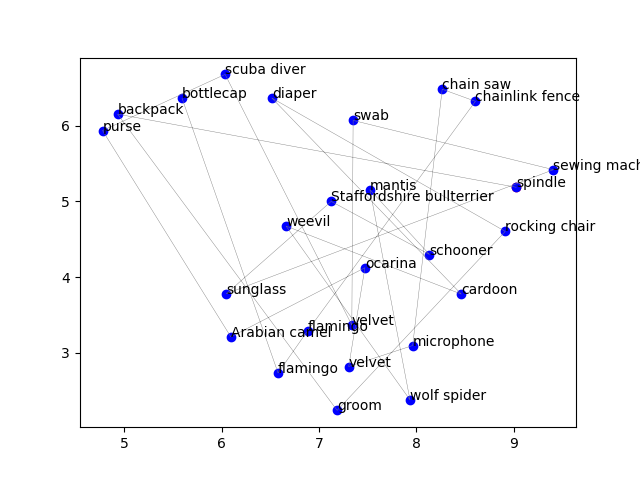 scuba diver
chain saw
bottlecap
diaper
chainlink fence
backpack
swab
purse
6
sewing mach
mantis
spindle
Staffordshire bullterrier
5
weevil
rocking chair
schooner
ocarina
4
sunglass
cardoon
velvet
flamingo
Arabian camel
microphone
3
velvet
flamingo
wolf spider
groom
5
6
7
8
9